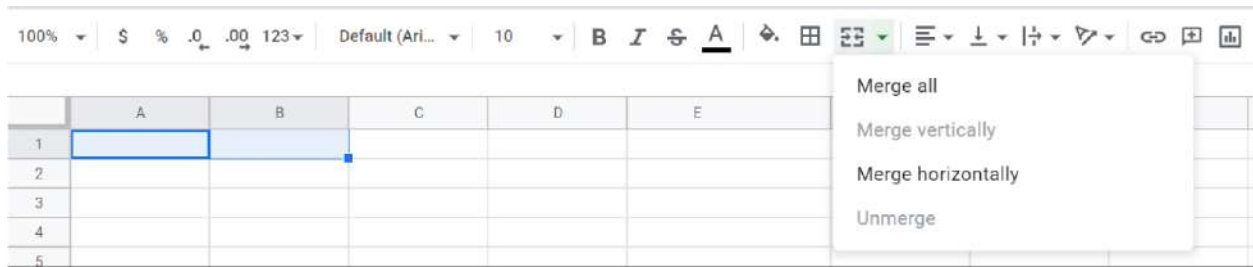 100% $ % .0 .00 123 Default (Ari... 10 B I S A
Merge all
A B C D E
1
Merge vertically
2
Merge horizontally
3
Unmerge
4
5